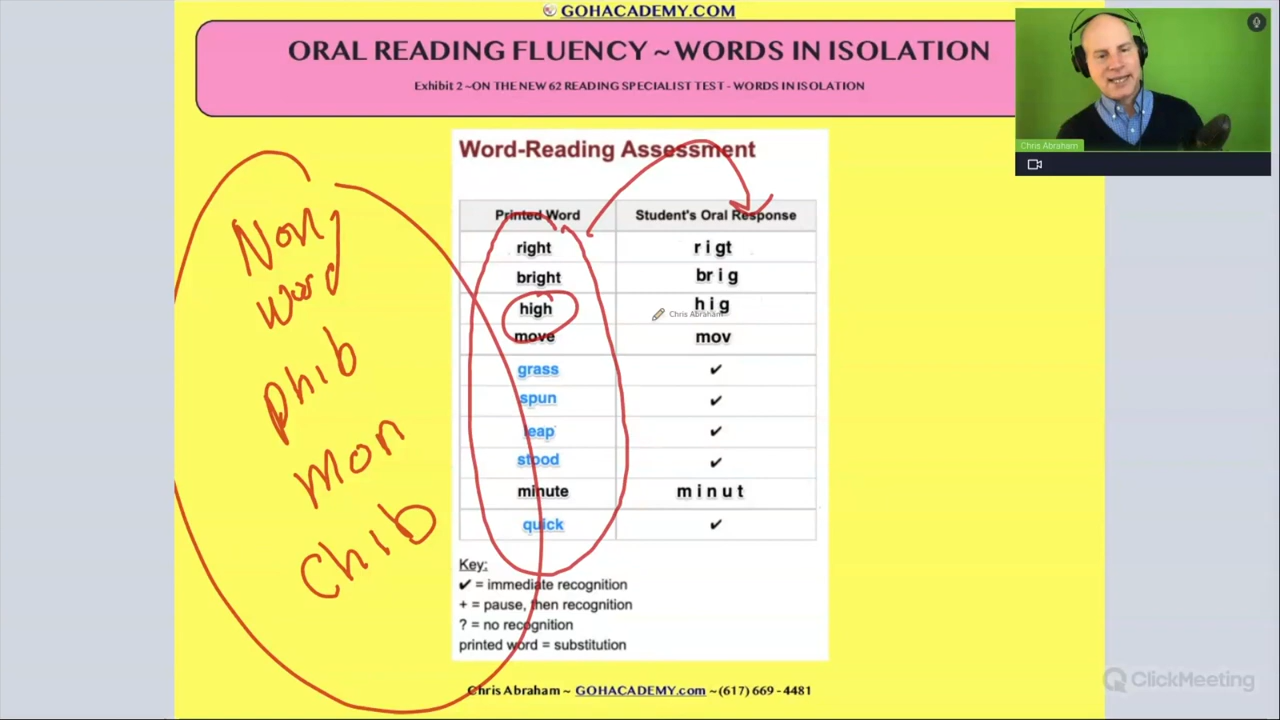 GOHACADEMY.COM
ORAL READING FLUENCY ~ WORDS IN ISOLATION
Exhibit 2 ~ON THE NEW 62 READING SPECIALIST TEST - WORDS IN ISOLATION
Chris Abraham
Word-Reading Assessment
Printed Word Student's Oral Response
right r i gt
bright br i g
high h i g
Chris Abraham
move mov
grass ✔
spun ✔
leap ✔
stood ✔
minute m i n u t
quick ✔
Key:
✔ = immediate recognition
+ = pause, then recognition
? = no recognition
printed word = substitution
Non
word
phib
mon
chib
Chris Abraham ~ GOHACADEMY.com ~(617) 669 - 4481
ClickMeeting